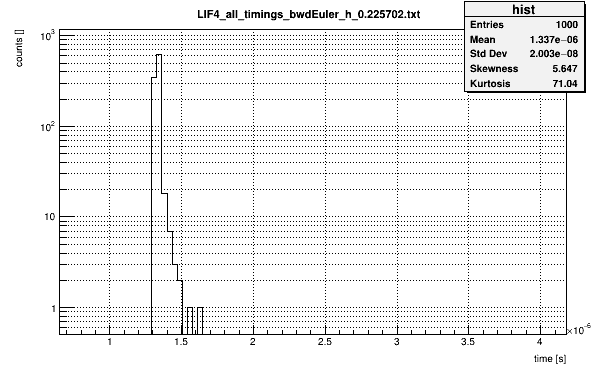 LIF4_all_timings_bwdEuler_h_0.225702.txt
hist
Entries 1000
Mean 1.337e−06
Std Dev 2.003e−08
Skewness 5.647
Kurtosis 71.04
counts []
10³
10²
10
1
1 1.5 2 2.5 3 3.5 4
×10⁻⁶
time [s]